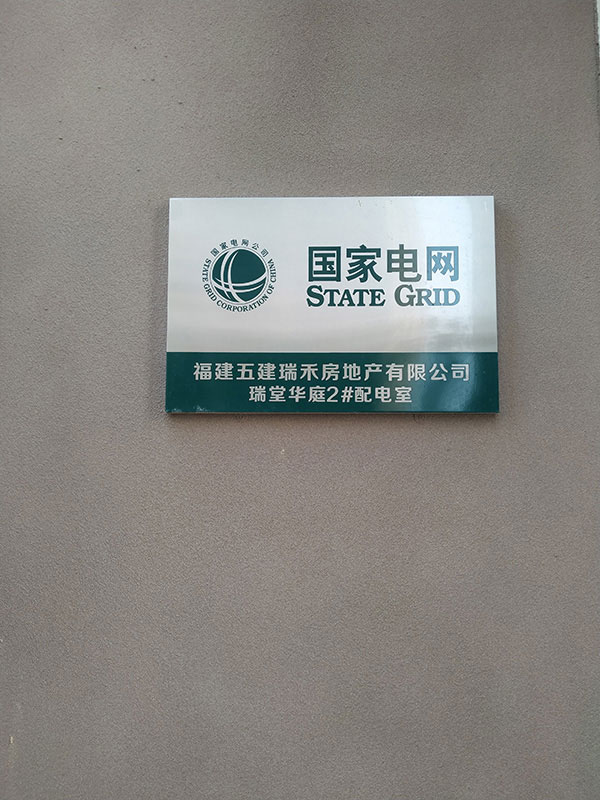 国家电网公司
STATE GRID CORPORATION OF CHINA
国家电网
STATE GRID
福建五建瑞禾房地产有限公司
瑞堂华庭2#配电室